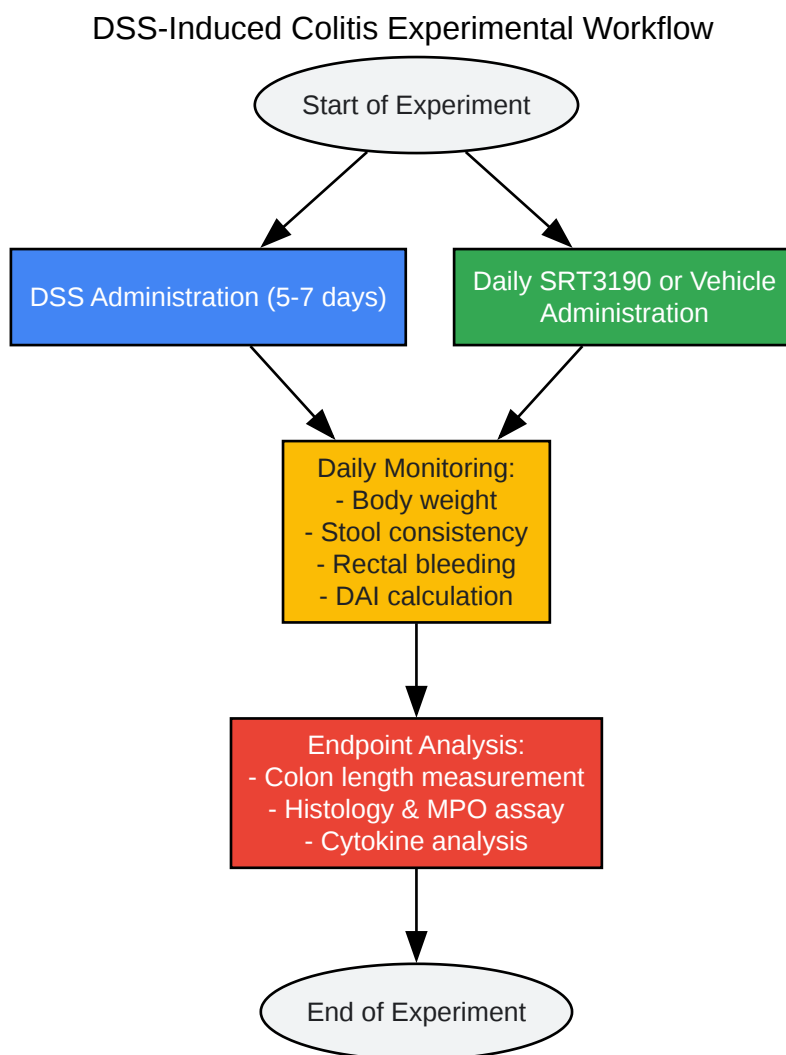 DSS-Induced Colitis Experimental Workflow
Start of Experiment
DSS Administration (5-7 days)
Daily SRT3190 or Vehicle
Administration
Daily Monitoring:
- Body weight
- Stool consistency
- Rectal bleeding
- DAI calculation
Endpoint Analysis:
- Colon length measurement
- Histology & MPO assay
- Cytokine analysis
End of Experiment